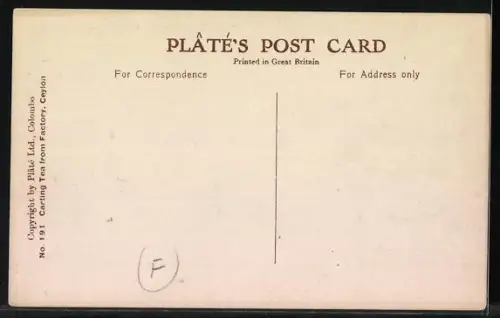 PLÂTÉ'S POST CARD
Printed in Great Britain
For Correspondence
For Address only
Copyright by Plâté Ltd., Colombo
No. 191 Carting Tea from Factory, Ceylon
F